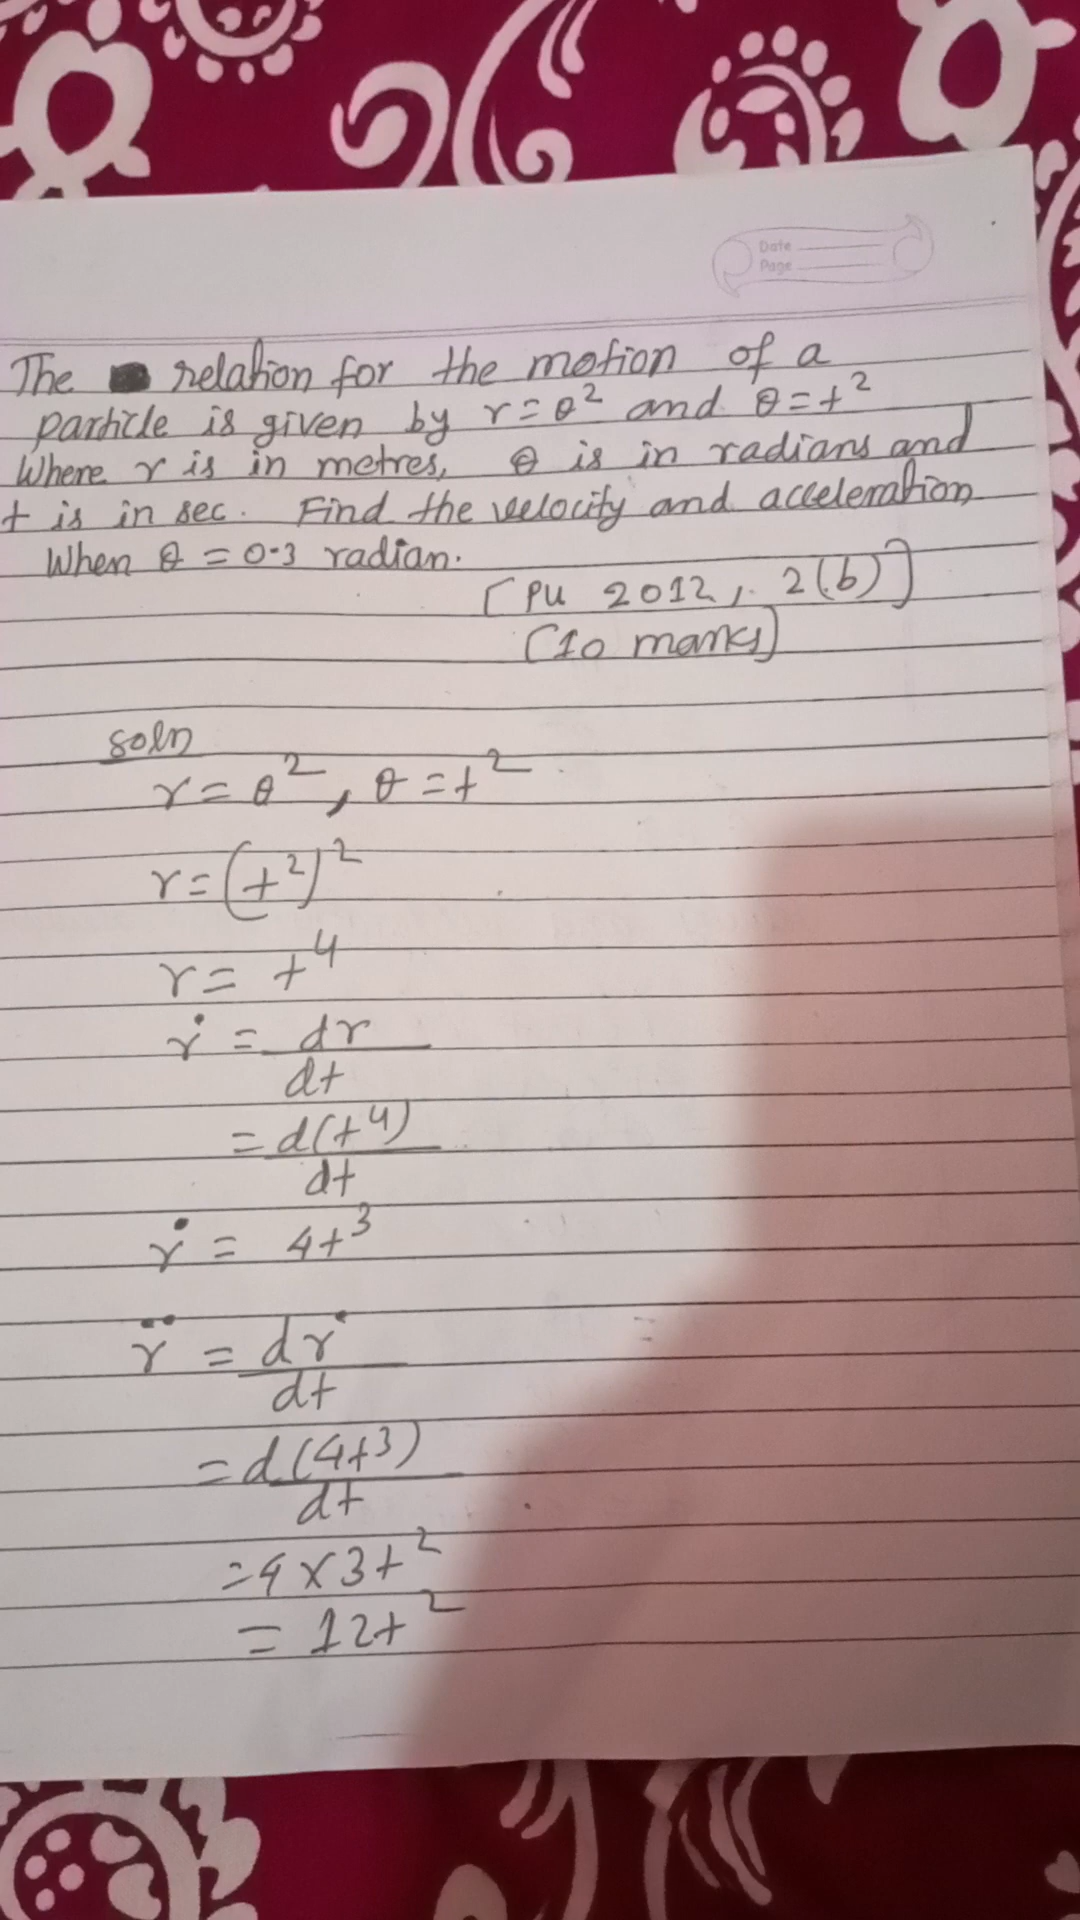 Date
Page
The relation for the motion of a
particle is given by r=θ² and θ=t²
Where r is in metres, θ is in radians and
t is in sec. Find the velocity and acceleration
When θ = 0.3 radian.
[PU 2012, 2(b)]
(10 marks)
soln
r = θ², θ = t²
r = (t²)²
r = t⁴
ṙ = dr
dt
= d(t⁴)
dt
ṙ = 4t³
r̈ = dṙ
dt
= d(4t³)
dt
= 4×3t²
= 12t²